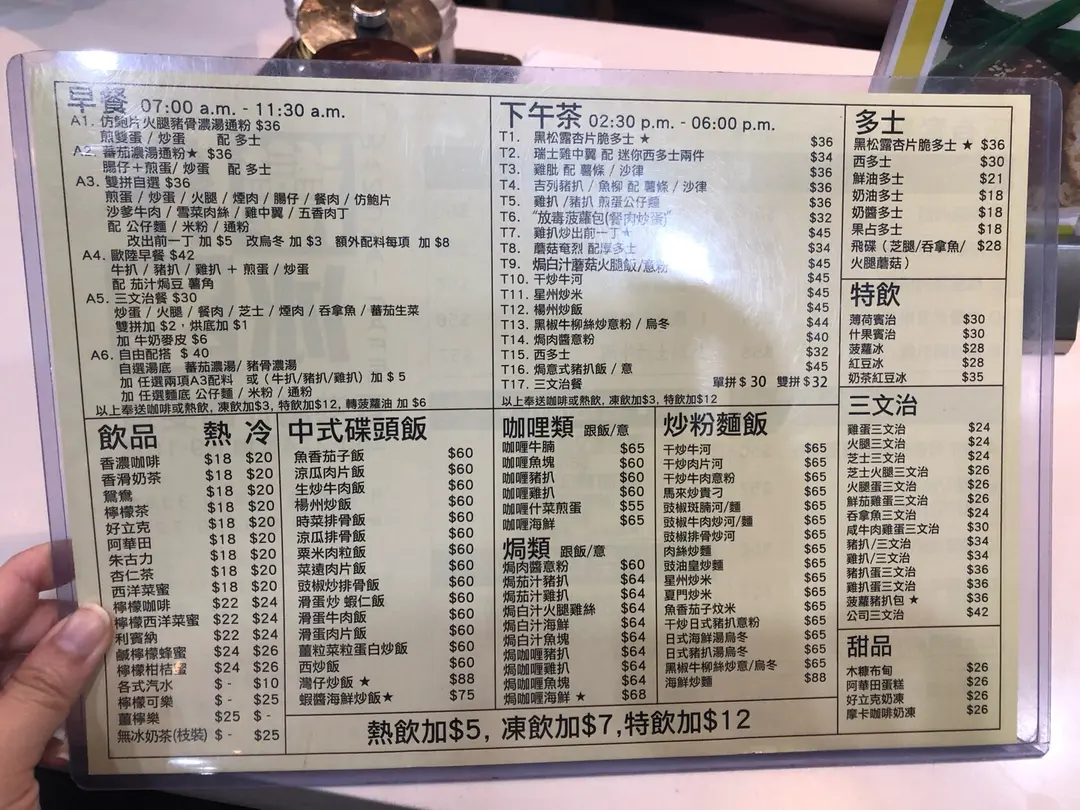 早餐 07:00 a.m. - 11:30 a.m.
A1. 仿鮑片火腿豬骨濃湯通粉 $36
煎雙蛋 / 炒蛋 配 多士
A2. 蕃茄濃湯通粉★ $36
腸仔＋煎蛋/ 炒蛋 配 多士
A3. 雙拼自選 $36
煎蛋 / 炒蛋 / 火腿 / 煙肉 / 腸仔 / 餐肉 / 仿鮑片
沙爹牛肉 / 雪菜肉絲 / 雞中翼 / 五香肉丁
配 公仔麵 / 米粉 / 通粉
改出前一丁 加 $5 改烏冬 加 $3 額外配料每項 加 $8
A4. 歐陸早餐 $42
牛扒 / 豬扒 / 雞扒 ＋ 煎蛋 / 炒蛋
配 茄汁焗豆 薯角
A5. 三文治餐 $30
炒蛋 / 火腿 / 餐肉 / 芝士 / 煙肉 / 吞拿魚 / 蕃茄生菜
雙拼加 $2，烘底加 $1
加 牛奶麥皮 $6
A6. 自由配搭 $ 40
自選湯底 蕃茄濃湯/ 豬骨濃湯
加 任選兩項A3配料 或（牛扒/豬扒/雞扒）加 $ 5
加 任選麵底 公仔麵 / 米粉 / 通粉
以上奉送咖啡或熱飲, 凍飲加$3, 特飲加$12, 轉菠蘿油 加 $6
下午茶 02:30 p.m. - 06:00 p.m.
T1. 黑松露杏片脆多士 ★ $36
T2. 瑞士雞中翼 配 迷你西多士兩件 $34
T3. 雞肶 配 薯條 / 沙律 $36
T4. 吉列豬扒 / 魚柳 配 薯條 / 沙律 $36
T5. 雞扒 /豬扒 煎蛋公仔麵 $36
T6. "放毒菠蘿包(餐肉炒蛋)" $32
T7. 雞扒炒出前一丁★ $45
T8. 蘑菇奄烈 配厚多士 $34
T9. 焗白汁蘑菇火腿飯/意粉 $45
T10. 干炒牛河 $45
T11. 星州炒米 $45
T12. 楊州炒飯 $45
T13. 黑椒牛柳絲炒意粉 / 烏冬 $44
T14. 焗肉醬意粉 $40
T15. 西多士 $32
T16. 焗意式豬扒飯 / 意 $45
T17. 三文治餐 單拼 $ 30 雙拼 $ 32
以上奉送咖啡或熱飲, 凍飲加$3, 特飲加$12
多士
黑松露杏片脆多士 ★ $36
西多士 $30
鮮油多士 $21
奶油多士 $18
奶醬多士 $18
果占多士 $18
飛碟（芝腿/吞拿魚/ $28
火腿蘑菇）
特飲
薄荷賓治 $30
什果賓治 $30
菠蘿冰 $28
紅豆冰 $28
奶茶紅豆冰 $35
三文治
雞蛋三文治 $24
火腿三文治 $24
芝士三文治 $24
芝士火腿三文治 $26
火腿蛋三文治 $26
鮮茄雞蛋三文治 $26
吞拿魚三文治 $24
咸牛肉雞蛋三文治 $30
豬扒/三文治 $34
雞扒/三文治 $34
豬扒蛋三文治 $36
雞扒蛋三文治 $36
菠蘿豬扒包 ★ $36
公司三文治 $42
甜品
木糠布甸 $26
阿華田蛋糕 $26
好立克奶凍 $26
摩卡咖啡奶凍 $26
飲品 熱 冷
香濃咖啡 $18 $20
香滑奶茶 $18 $20
鴛鴦 $18 $20
檸檬茶 $18 $20
好立克 $18 $20
阿華田 $18 $20
朱古力 $18 $20
杏仁茶 $18 $20
西洋菜蜜 $18 $20
檸檬咖啡 $22 $24
檸檬西洋菜蜜 $22 $24
利賓納 $22 $24
鹹檸檬蜂蜜 $24 $26
檸檬柑桔蜜 $24 $26
各式汽水 $ - $10
檸檬可樂 $ - $25
薑檸樂 $25 $ -
無冰奶茶(枝裝) $ - $25
中式碟頭飯
魚香茄子飯 $60
涼瓜肉片飯 $60
生炒牛肉飯 $60
楊州炒飯 $60
時菜排骨飯 $60
涼瓜排骨飯 $60
粟米肉粒飯 $60
菜遠肉片飯 $60
豉椒炒排骨飯 $60
滑蛋炒 蝦仁飯 $60
滑蛋牛肉飯 $60
滑蛋肉片飯 $60
薑粒菜粒蛋白炒飯 $60
西炒飯 $60
灣仔炒飯 ★ $88
蝦醬海鮮炒飯★ $75
咖哩類 跟飯/意
咖喱牛腩 $65
咖喱魚塊 $60
咖喱豬扒 $60
咖喱雞扒 $60
咖喱什菜煎蛋 $55
咖喱海鮮 $65
焗類 跟飯/意
焗肉醬意粉 $60
焗茄汁豬扒 $64
焗茄汁雞扒 $64
焗白汁火腿雞絲 $64
焗白汁海鮮 $64
焗白汁魚塊 $64
焗咖喱豬扒 $64
焗咖喱雞扒 $64
焗咖喱魚塊 $64
焗咖喱海鮮 ★ $68
炒粉麵飯
干炒牛河 $65
干炒肉片河 $65
干炒牛肉意粉 $65
馬來炒貴刁 $65
豉椒斑腩河/麵 $65
豉椒牛肉炒河/麵 $65
豉椒排骨炒河 $65
肉絲炒麵 $65
豉油皇炒麵 $65
星州炒米 $65
夏門炒米 $65
魚香茄子炆米 $65
干炒日式豬扒意粉 $65
日式海鮮湯烏冬 $65
日式豬扒湯烏冬 $65
黑椒牛柳絲炒意/烏冬 $65
海鮮炒麵 $88
熱飲加$5, 凍飲加$7,特飲加$12